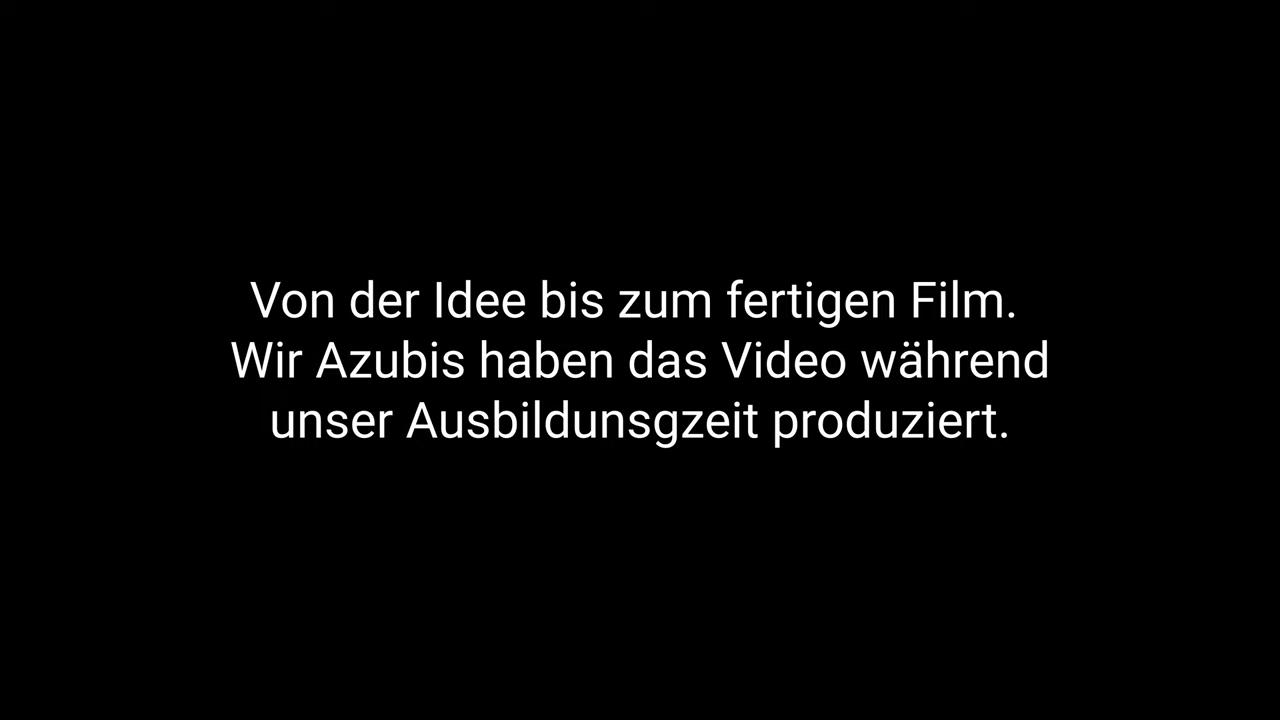 Von der Idee bis zum fertigen Film.
Wir Azubis haben das Video während
unser Ausbildunsgzeit produziert.